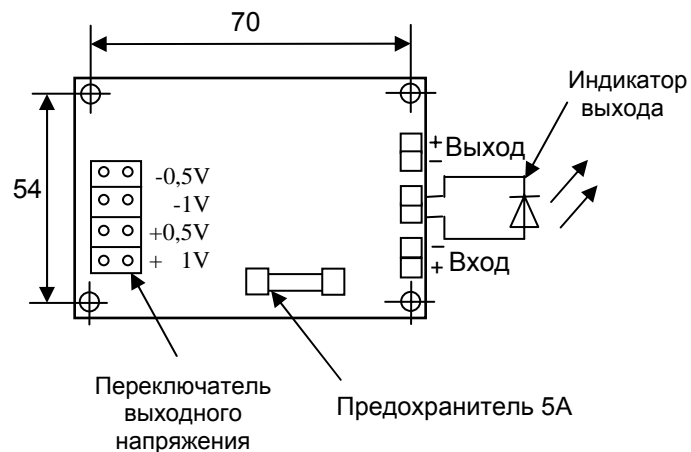 70
Индикатор
выхода
+
Выход
−
54
-0,5V
-1V
+0,5V
+ 1V
−
+ Вход
Переключатель
выходного
напряжения
Предохранитель 5А